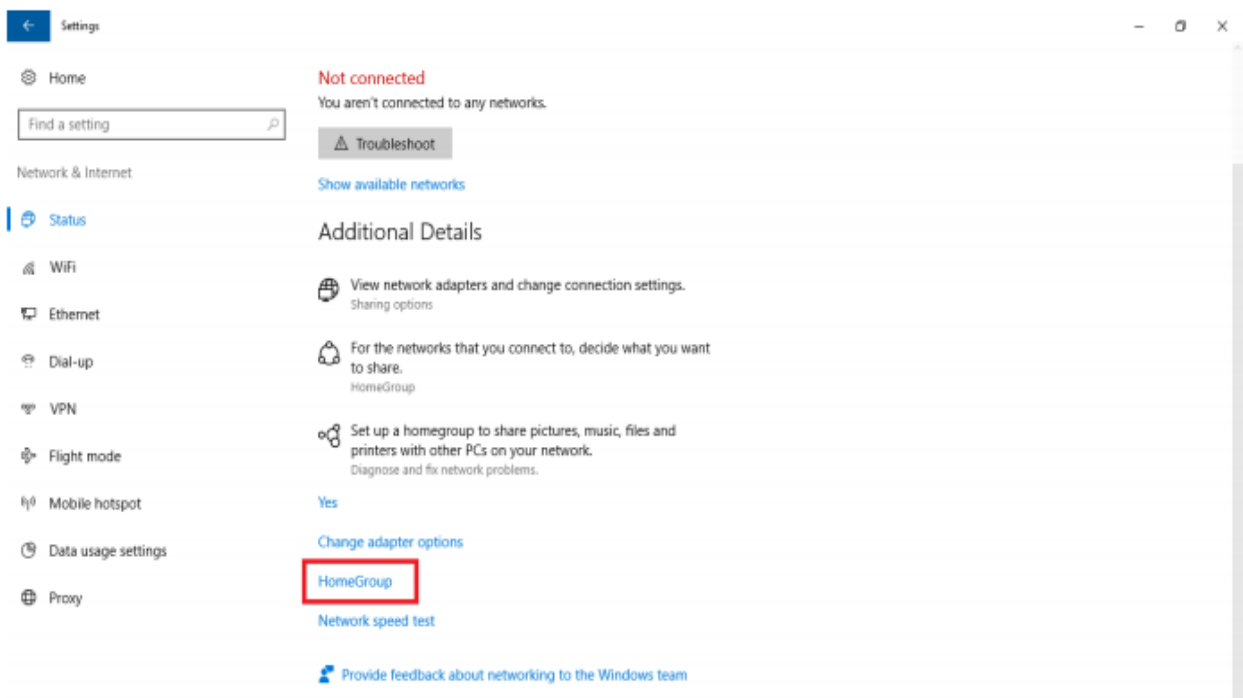 Settings
Home
Find a setting
Network & Internet
Status
WiFi
Ethernet
Dial-up
VPN
Flight mode
Mobile hotspot
Data usage settings
Proxy
Not connected
You aren't connected to any networks.
Troubleshoot
Show available networks
Additional Details
View network adapters and change connection settings.
Sharing options
For the networks that you connect to, decide what you want
to share.
HomeGroup
Set up a homegroup to share pictures, music, files and
printers with other PCs on your network.
Diagnose and fix network problems.
Yes
Change adapter options
HomeGroup
Network speed test
Provide feedback about networking to the Windows team